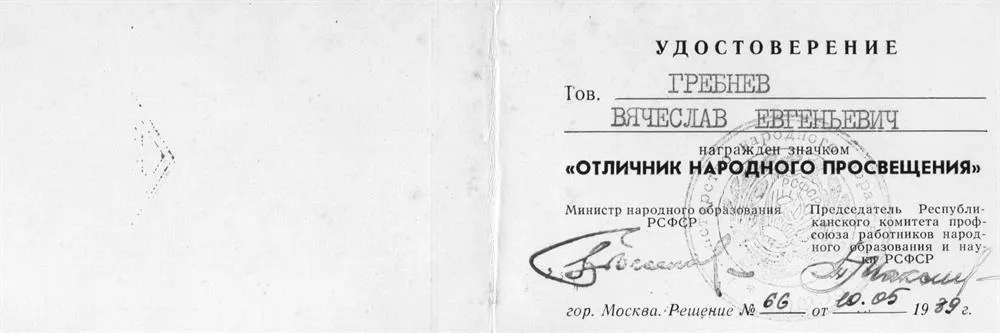 УДОСТОВЕРЕНИЕ
Тов. ГРЕБНЕВ
ВЯЧЕСЛАВ ЕВГЕНЬЕВИЧ
награжден значком
«ОТЛИЧНИК НАРОДНОГО ПРОСВЕЩЕНИЯ»
Министр народного образования
РСФСР
Председатель Республи-
канского комитета проф-
союза работников народ-
ного образования и нау-
ки РСФСР
гор. Москва. Решение № 66 от 10.05 1989 г.